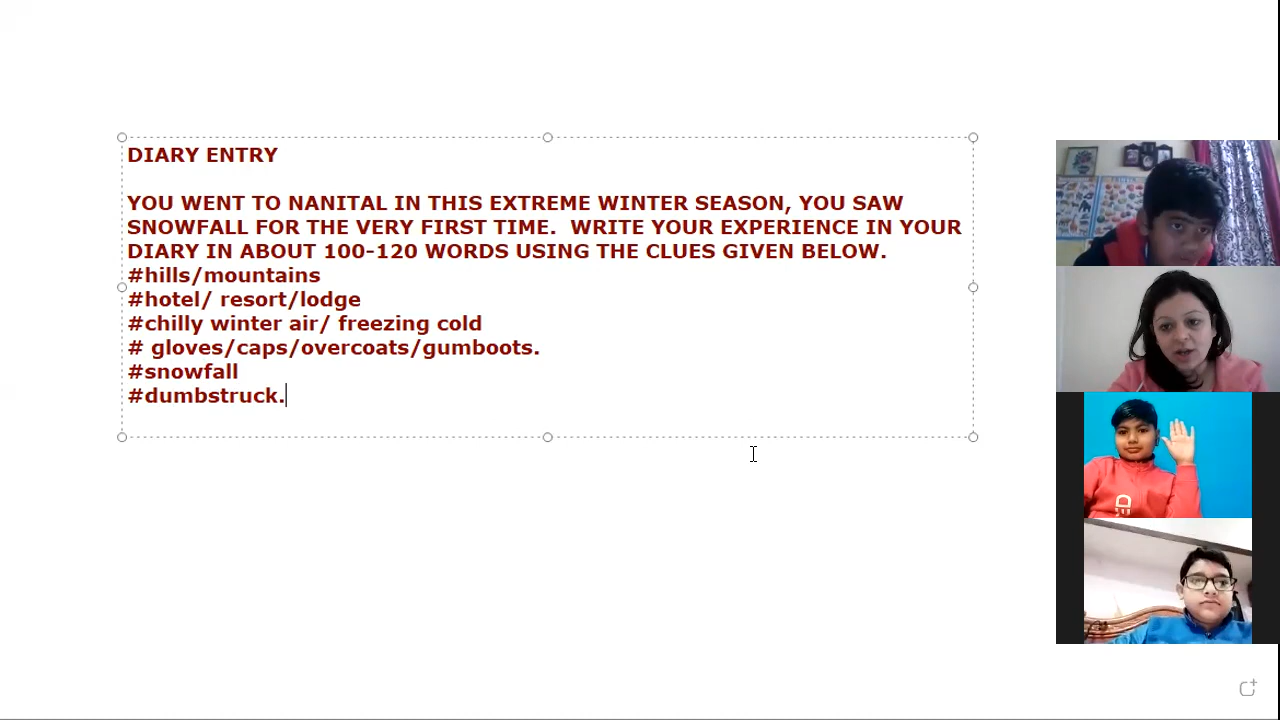 DIARY ENTRY
YOU WENT TO NANITAL IN THIS EXTREME WINTER SEASON, YOU SAW
SNOWFALL FOR THE VERY FIRST TIME.  WRITE YOUR EXPERIENCE IN YOUR
DIARY IN ABOUT 100-120 WORDS USING THE CLUES GIVEN BELOW.
#hills/mountains
#hotel/ resort/lodge
#chilly winter air/ freezing cold
# gloves/caps/overcoats/gumboots.
#snowfall
#dumbstruck.